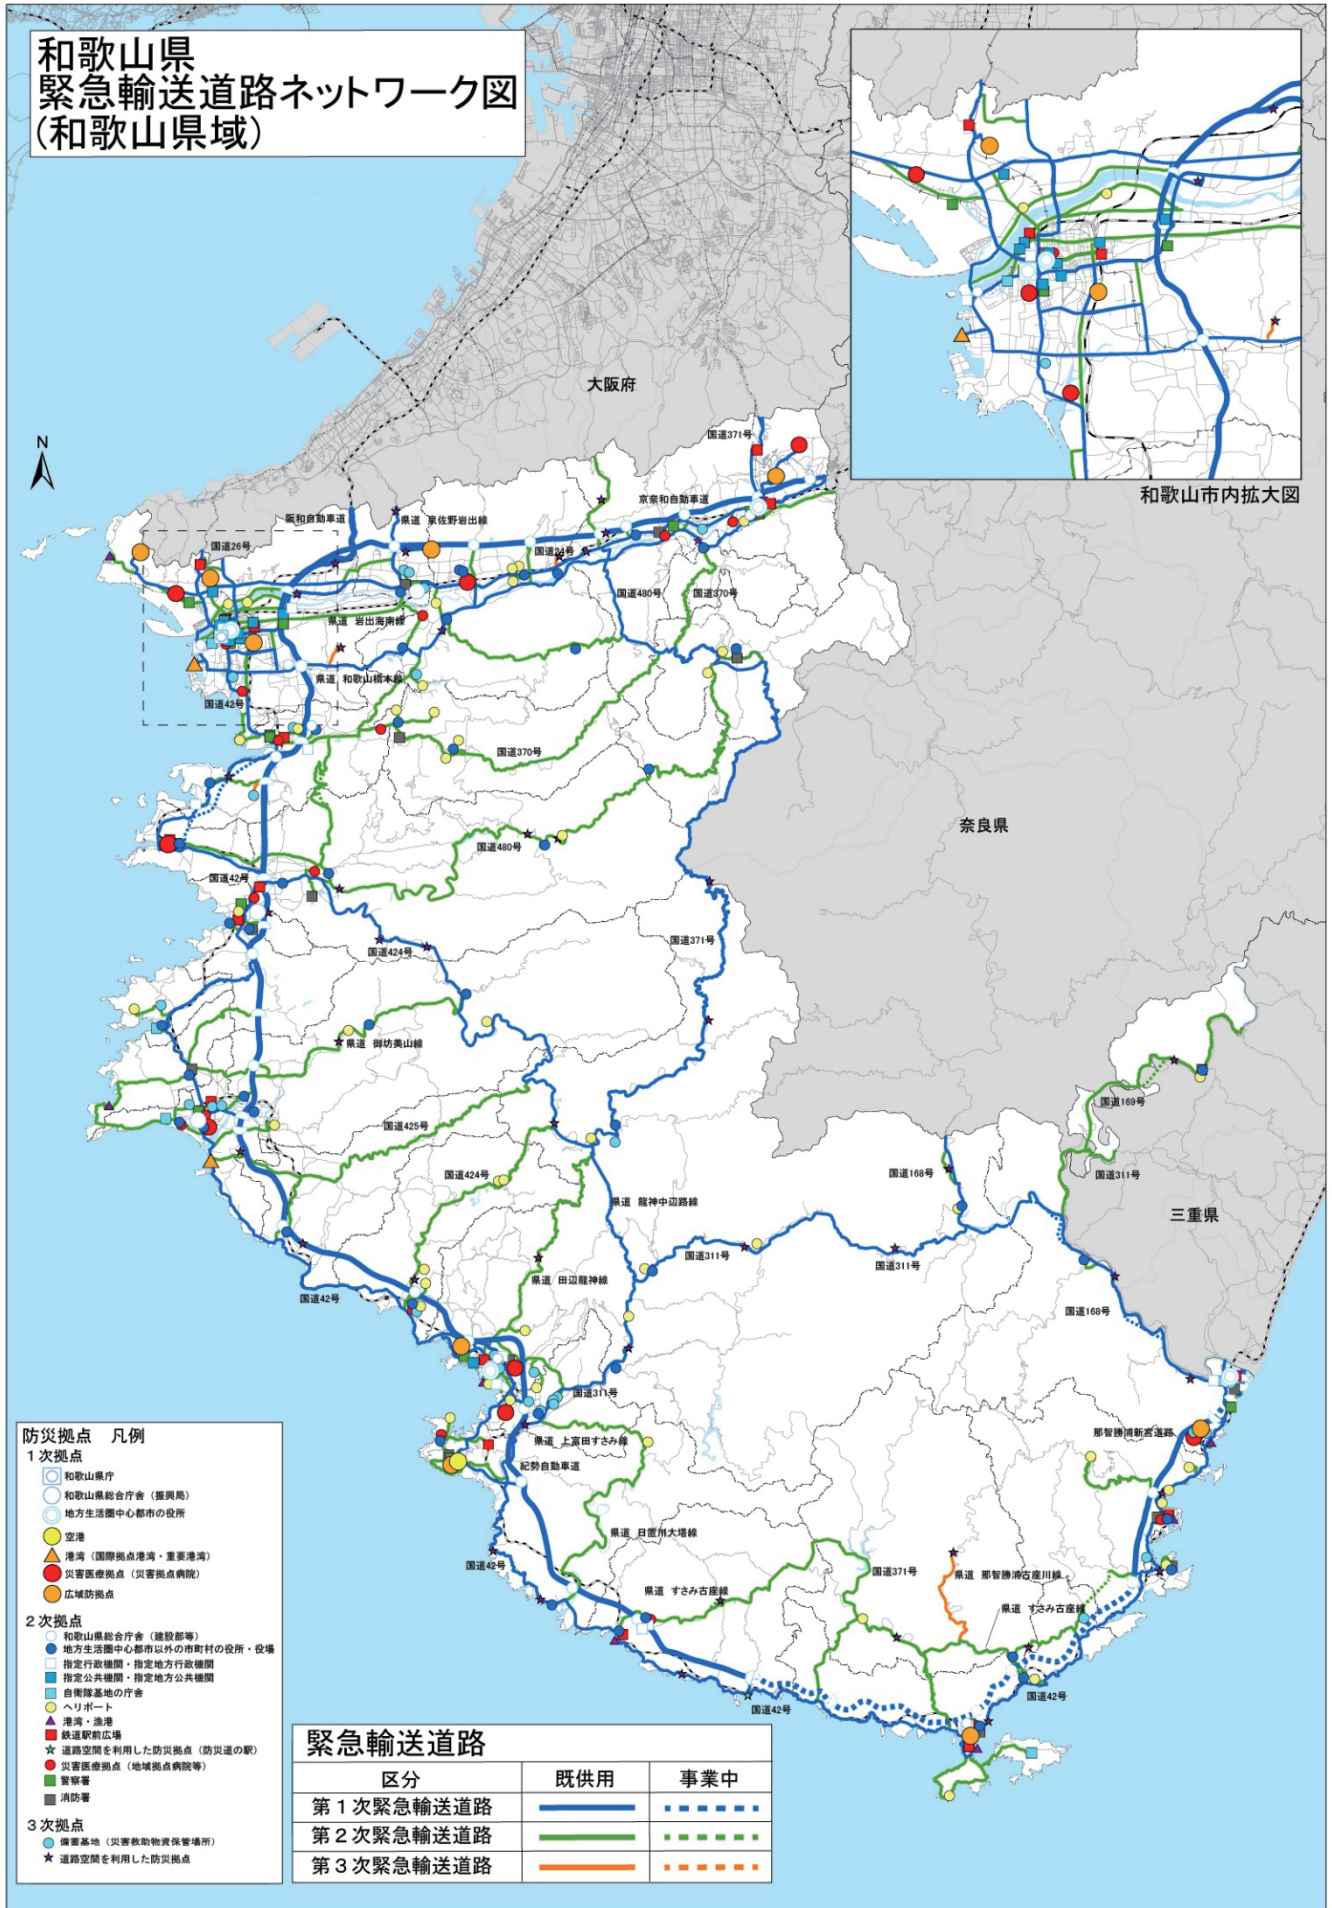 和歌山県
緊急輸送道路ネットワーク図
(和歌山県域)
和歌山市内拡大図
N
大阪府
国道371号
京奈和自動車道
阪和自動車道
県道 泉佐野岩出線
国道26号
国道24号
国道480号
国道370号
県道 岩出海南線
県道 和歌山橋本線
国道42号
国道370号
奈良県
国道480号
国道42号
国道424号
国道371号
県道 御坊美山線
国道169号
国道425号
国道311号
国道424号
国道168号
県道 龍神中辺路線
三重県
国道311号
国道311号
県道 田辺龍神線
国道42号
国道168号
国道311号
那智勝浦新宮道路
県道 上富田すさみ線
紀勢自動車道
県道 日置川大塔線
国道42号
国道371号
県道 那智勝浦古座川線
県道 すさみ古座線
県道 すさみ古座線
国道42号
国道42号
防災拠点 凡例
1次拠点
和歌山県庁
和歌山県総合庁舎（振興局）
地方生活圏中心都市の役所
空港
港湾（国際拠点港湾・重要港湾）
災害医療拠点（災害拠点病院）
広域防拠点
2次拠点
和歌山県総合庁舎（建設部等）
地方生活圏中心都市以外の市町村の役所・役場
指定行政機関・指定地方行政機関
指定公共機関・指定地方公共機関
自衛隊基地の庁舎
ヘリポート
港湾・漁港
鉄道駅前広場
道路空間を利用した防災拠点（防災道の駅）
災害医療拠点（地域拠点病院等）
警察署
消防署
3次拠点
備蓄基地（災害救助物資保管場所）
道路空間を利用した防災拠点
緊急輸送道路
区分 既供用 事業中
第1次緊急輸送道路
第2次緊急輸送道路
第3次緊急輸送道路